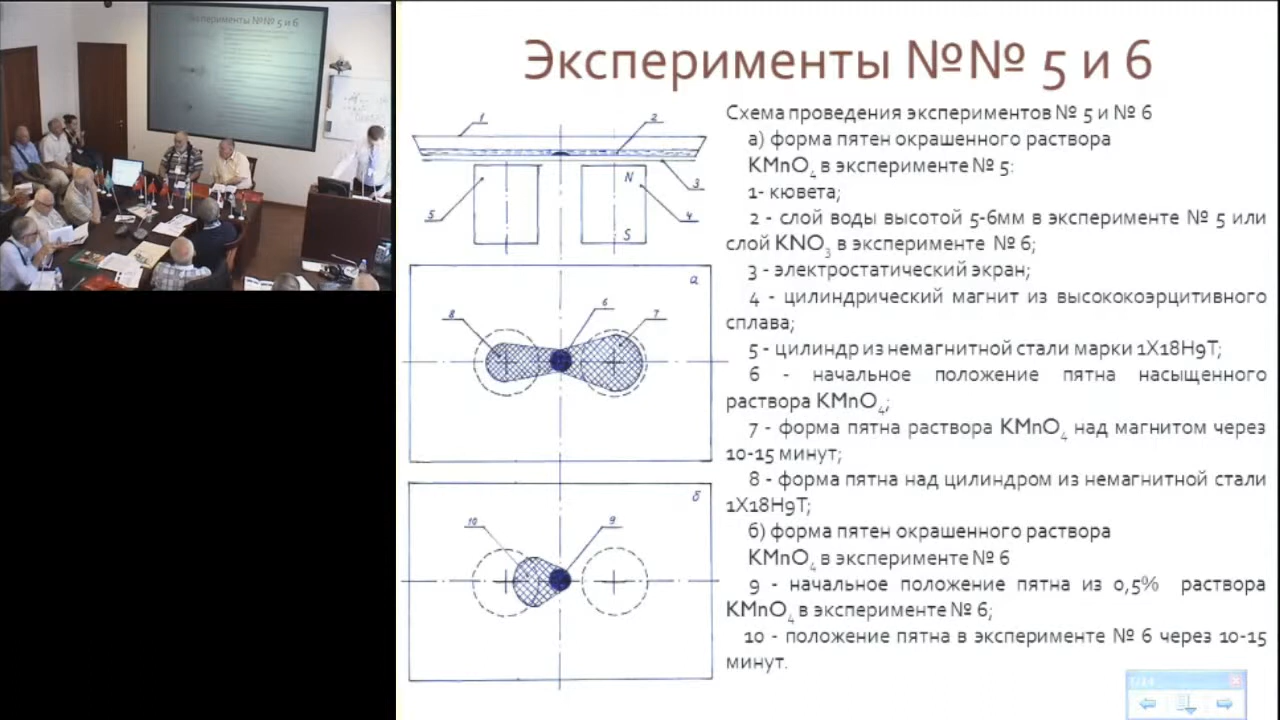 Эксперименты №№ 5 и 6
Эксперименты №№ 5 и 6
Схема проведения экспериментов № 5 и № 6
а) форма пятен окрашенного раствора
KMnO4 в эксперименте № 5:
1- кювета;
2 - слой воды высотой 5-6мм в эксперименте № 5 или
слой KNO3 в эксперименте № 6;
3 - электростатический экран;
4 - цилиндрический магнит из высококоэрцитивного
сплава;
5 - цилиндр из немагнитной стали марки 1Х18Н9Т;
6 - начальное положение пятна насыщенного
раствора KMnO4;
7 - форма пятна раствора KMnO4 над магнитом через
10-15 минут;
8 - форма пятна над цилиндром из немагнитной стали
1Х18Н9Т;
б) форма пятен окрашенного раствора
KMnO4 в эксперименте № 6
9 - начальное положение пятна из 0,5% раствора
KMnO4 в эксперименте № 6;
10 - положение пятна в эксперименте № 6 через 10-15
минут.
1
2
N
3
5
4
S
а
8
6
7
б
10
9